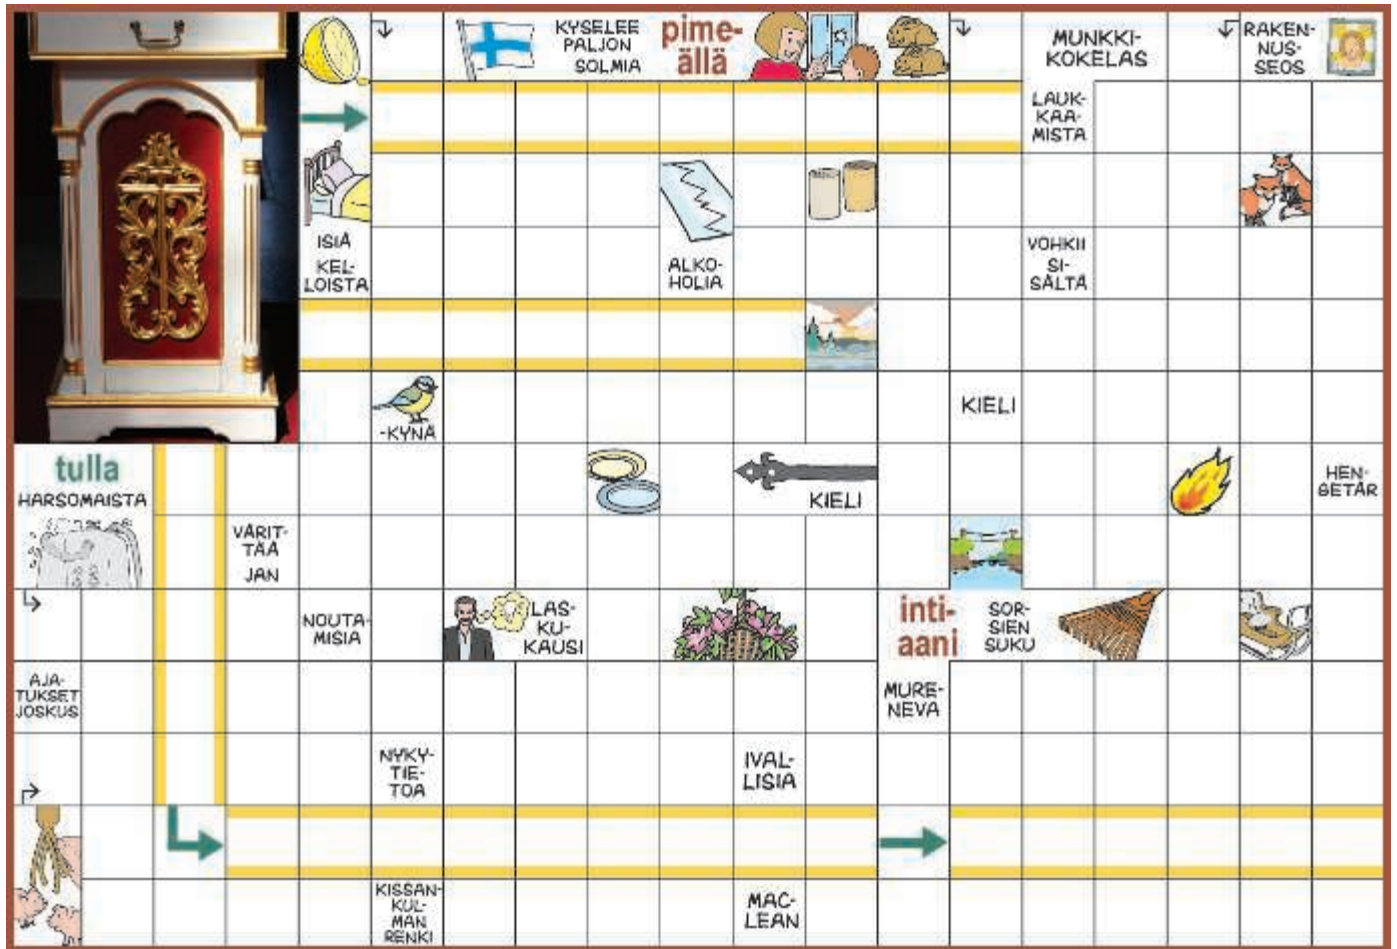 KYSELEE
PALJON
SOLMIA
pime-
ällä
MUNKKI-
KOKELAS
RAKEN-
NUS-
SEOS
LAUK-
KAA-
MISTA
ISIÄ
KEL-
LOISTA
ALKO-
HOLIA
VOHKII
SI-
SÄLTÄ
-KYNÄ
KIELI
tulla
HARSOMAISTA
KIELI
HEN-
GETÄR
VÄRIT-
TÄÄ
JAN
NOUTA-
MISIA
LAS-
KU-
KAUSI
inti-
aani
SOR-
SIEN
SUKU
AJA-
TUKSET
JOSKUS
MURE-
NEVA
NYKY-
TIE-
TOA
IVAL-
LISIA
KISSAN-
KUL-
MAN
RENKI
MAC-
LEAN